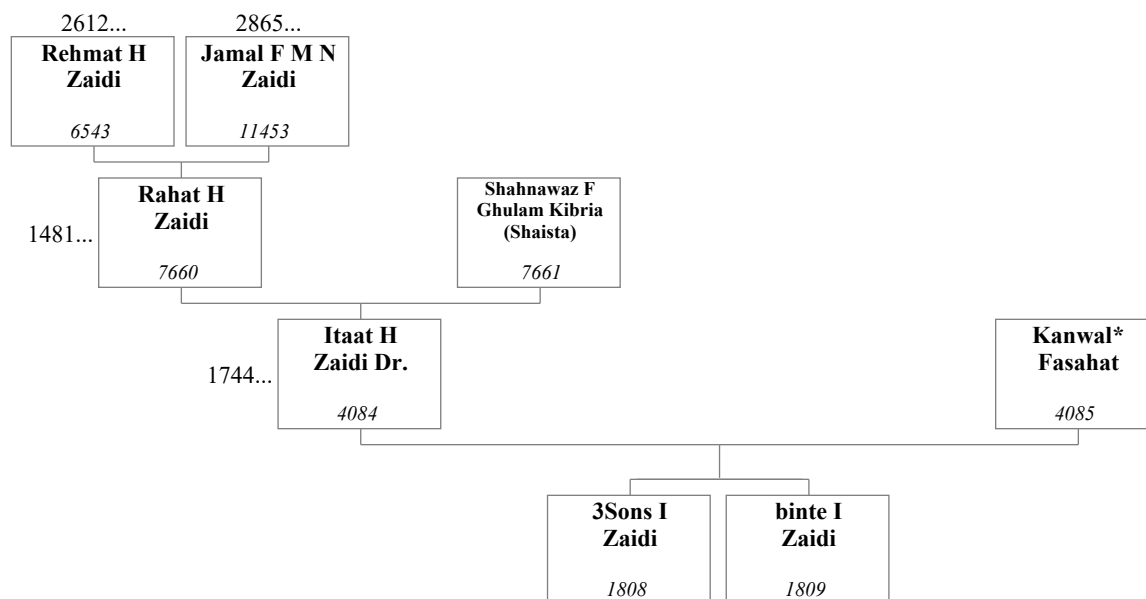 2612...
2865...
Rehmat H
Zaidi
6543
Jamal F M N
Zaidi
11453
1481...
Rahat H
Zaidi
7660
Shahnawaz F
Ghulam Kibria
(Shaista)
7661
1744...
Itaat H
Zaidi Dr.
4084
Kanwal*
Fasahat
4085
3Sons I
Zaidi
1808
binte I
Zaidi
1809